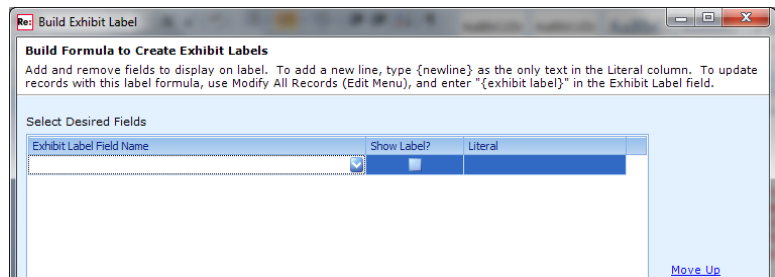 Re: Build Exhibit Label
Build Formula to Create Exhibit Labels
Add and remove fields to display on label. To add a new line, type {newline} as the only text in the Literal column. To update
records with this label formula, use Modify All Records (Edit Menu), and enter "{exhibit label}" in the Exhibit Label field.
Select Desired Fields
Exhibit Label Field Name Show Label? Literal
Move Up